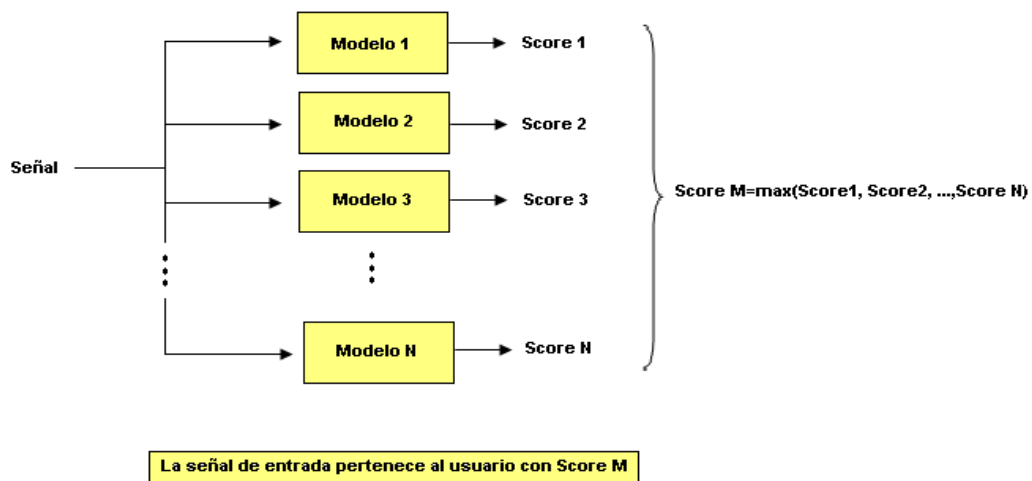 Modelo 1
Score 1
Modelo 2
Score 2
Señal
Modelo 3
Score 3
Score M=max(Score1, Score2, ...,Score N)
Modelo N
Score N
La señal de entrada pertenece al usuario con Score M